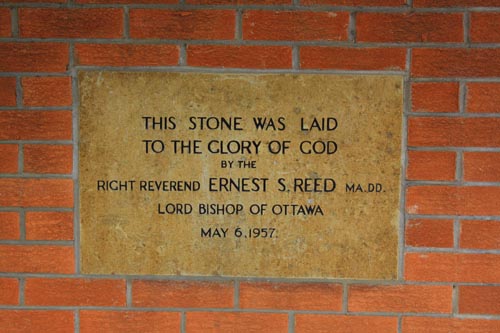 THIS STONE WAS LAID
TO THE GLORY OF GOD
BY THE
RIGHT REVEREND ERNEST S. REED MA. DD.
LORD BISHOP OF OTTAWA
MAY 6, 1957.